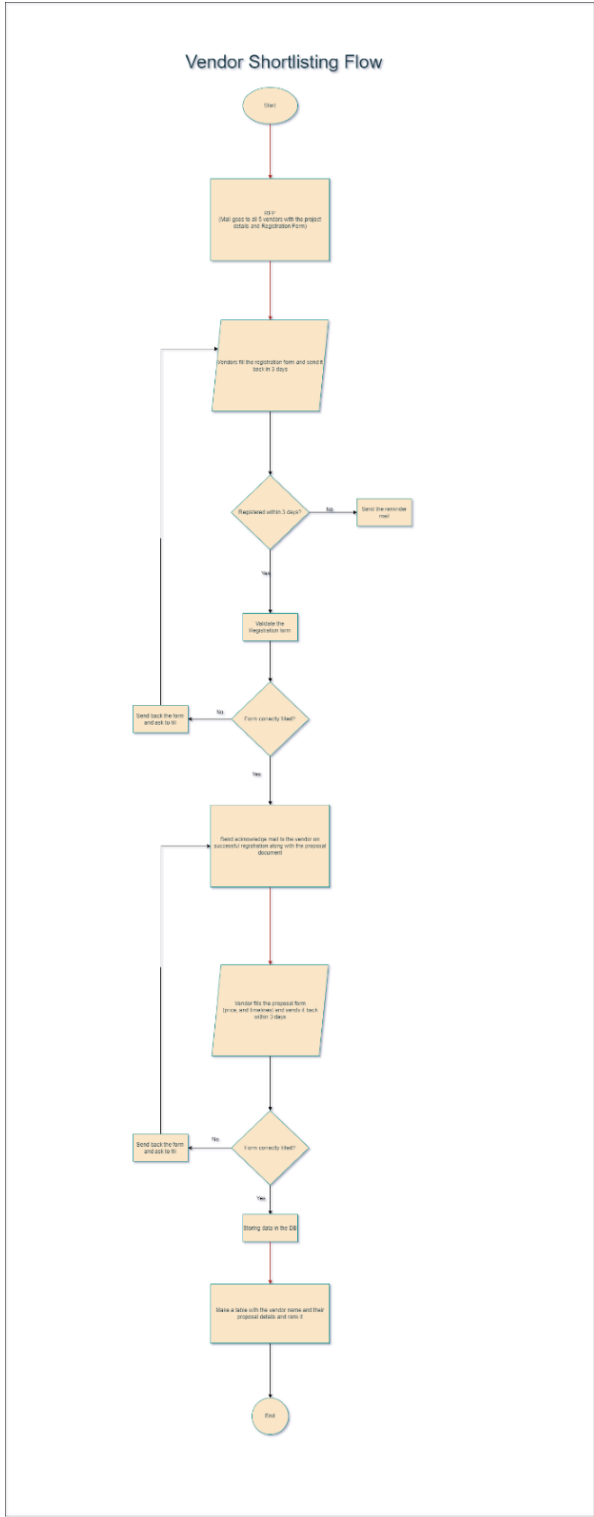 Vendor Shortlisting Flow
Start
(Mail goes to all 5 vendors with the project
details and Registration Form)
Vendors fill the registration form and send it
back in 3 days
Registered within 3 days?
No
Send the reminder
mail
Yes
Validate the
Registration form
Form correctly filled?
No
Send back the form
and ask to fill
Yes
Send acknowledge mail to the vendor on
successful registration along with the proposal
document
Vendor fills the proposal form
(price, and timelines) and sends it back
within 3 days
Form correctly filled?
No
Send back the form
and ask to fill
Yes
Storing data in the DB
Make a table with the vendor name and their
proposal details and rank it
End